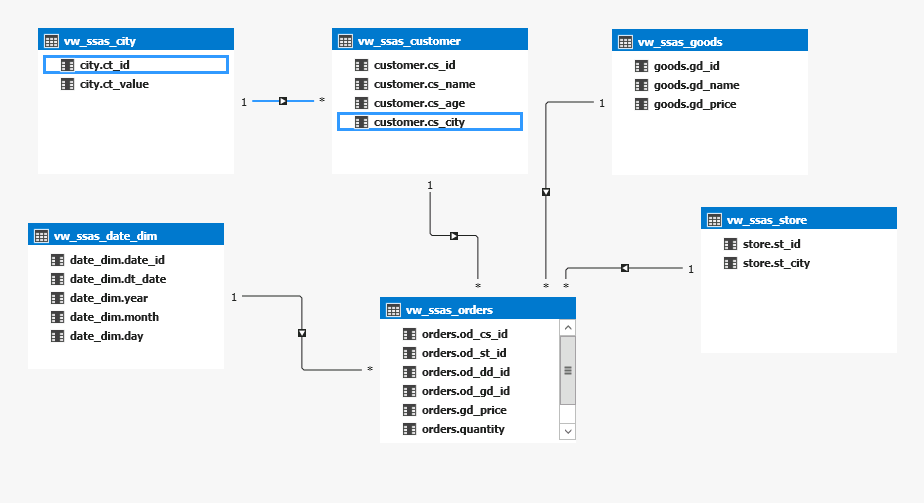 vw_ssas_city
city.ct_id
city.ct_value
1
*
vw_ssas_customer
customer.cs_id
customer.cs_name
customer.cs_age
customer.cs_city
1
*
vw_ssas_goods
goods.gd_id
goods.gd_name
goods.gd_price
1
*
vw_ssas_store
store.st_id
store.st_city
1
*
vw_ssas_date_dim
date_dim.date_id
date_dim.dt_date
date_dim.year
date_dim.month
date_dim.day
1
*
vw_ssas_orders
orders.od_cs_id
orders.od_st_id
orders.od_dd_id
orders.od_gd_id
orders.gd_price
orders.quantity